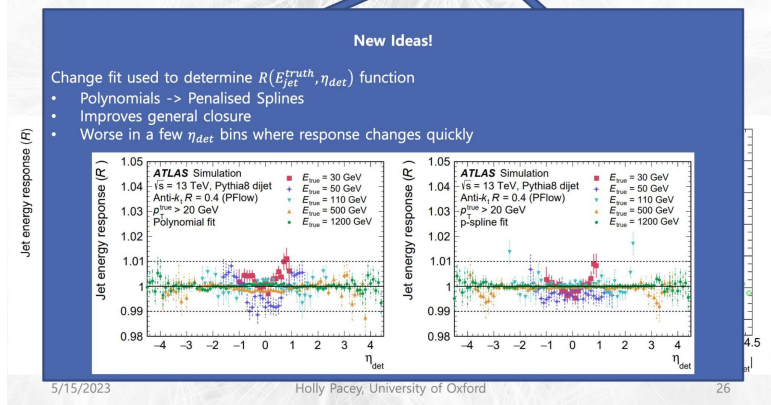 New Ideas!
Change fit used to determine R(E_jet^truth, η_det) function
• Polynomials -> Penalised Splines
• Improves general closure
• Worse in a few η_det bins where response changes quickly
Jet energy response (R)
Jet energy response (R )
1.05
1.04
1.03
1.02
1.01
1
0.99
0.98
ATLAS Simulation
√s = 13 TeV, Pythia8 dijet
Anti-k_t R = 0.4 (PFlow)
p_T^true > 20 GeV
Polynomial fit
E_true = 30 GeV
E_true = 50 GeV
E_true = 110 GeV
E_true = 500 GeV
E_true = 1200 GeV
−4 −3 −2 −1 0 1 2 3 4
η_det
Jet energy response (R )
1.05
1.04
1.03
1.02
1.01
1
0.99
0.98
ATLAS Simulation
√s = 13 TeV, Pythia8 dijet
Anti-k_t R = 0.4 (PFlow)
p_T^true > 20 GeV
p-spline fit
E_true = 30 GeV
E_true = 50 GeV
E_true = 110 GeV
E_true = 500 GeV
E_true = 1200 GeV
−4 −3 −2 −1 0 1 2 3 4
η_det
4.5
5/15/2023
Holly Pacey, University of Oxford
26